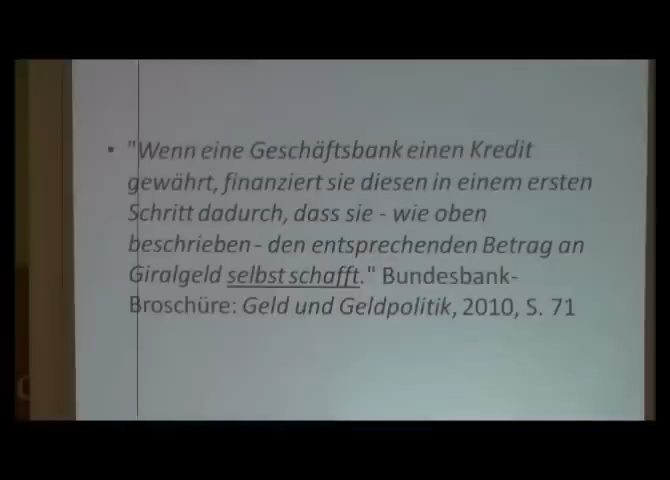 • "Wenn eine Geschäftsbank einen Kredit
gewährt, finanziert sie diesen in einem ersten
Schritt dadurch, dass sie - wie oben
beschrieben - den entsprechenden Betrag an
Giralgeld selbst schafft." Bundesbank-
Broschüre: Geld und Geldpolitik, 2010, S. 71